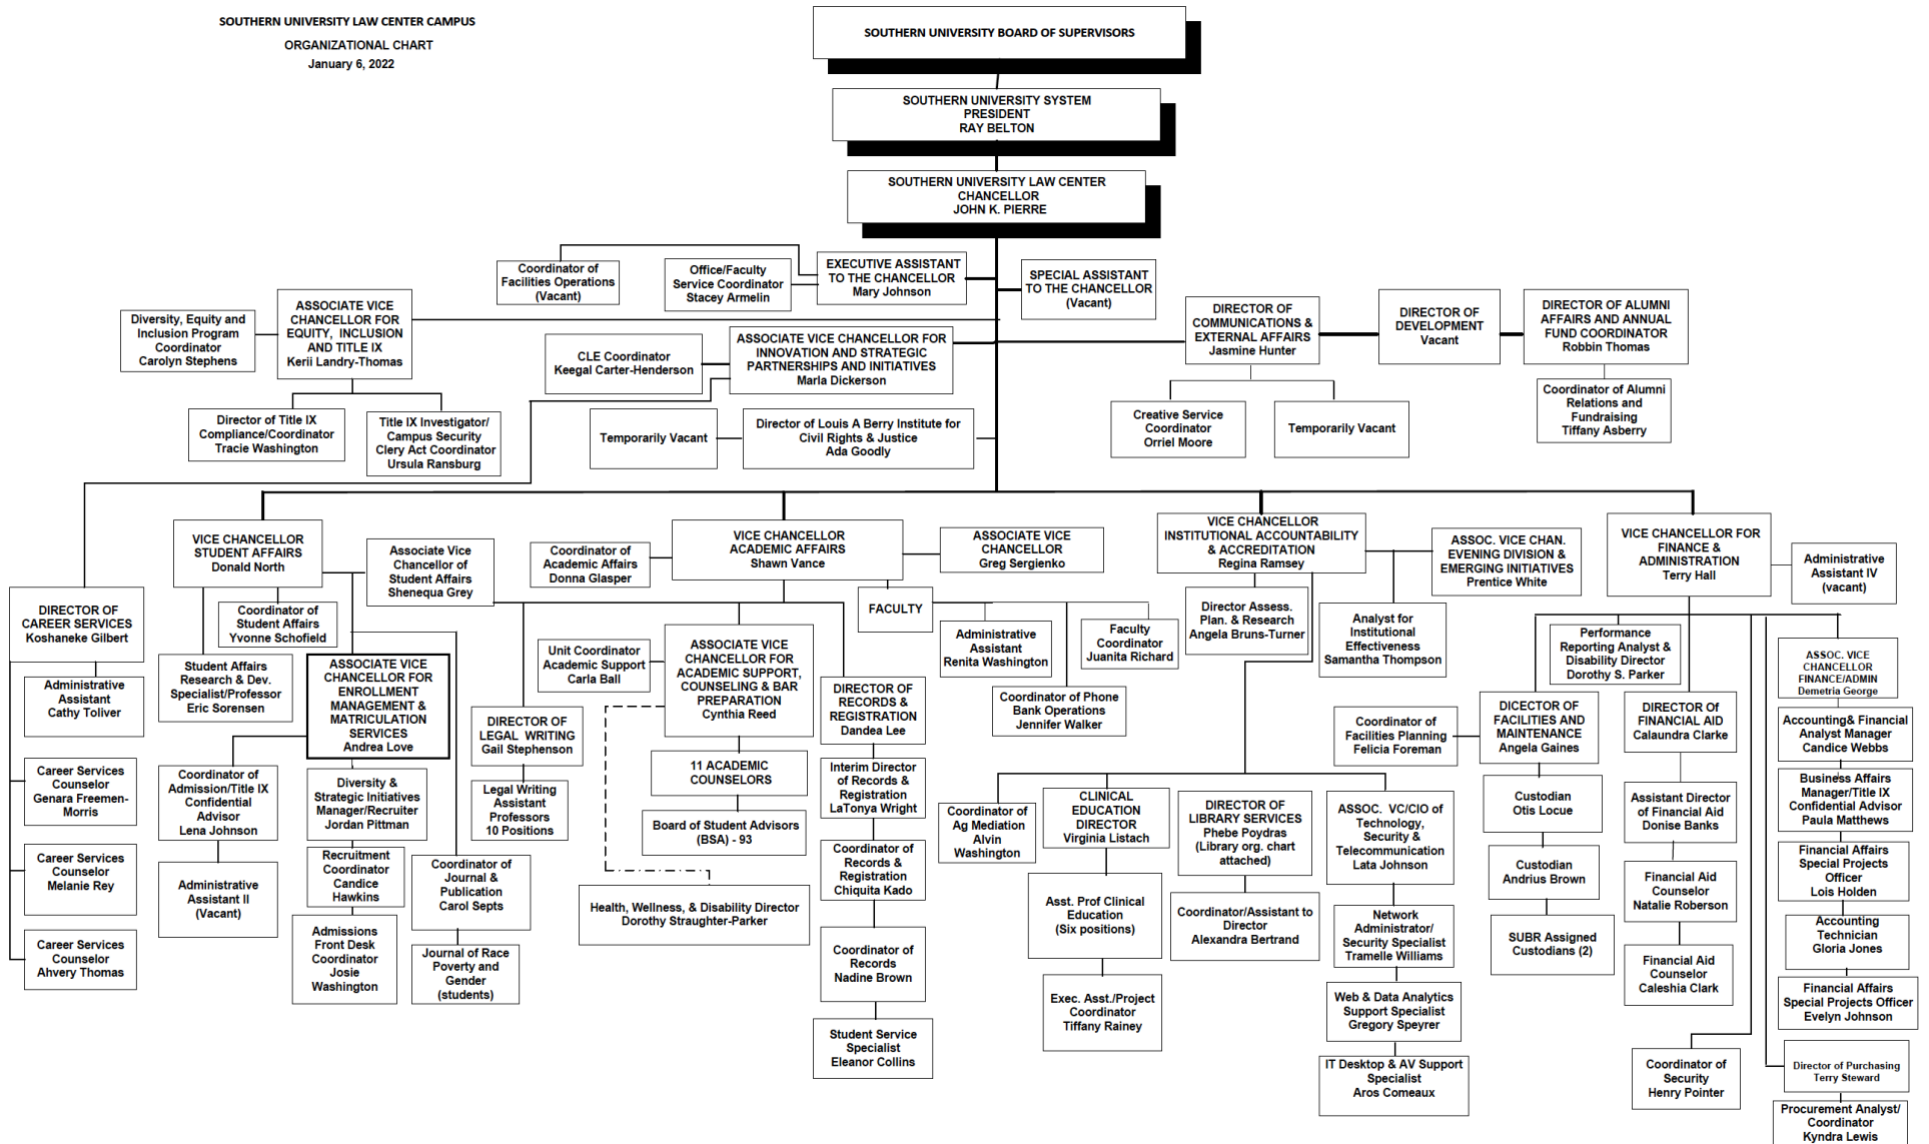 SOUTHERN UNIVERSITY LAW CENTER CAMPUS
ORGANIZATIONAL CHART
January 6, 2022
SOUTHERN UNIVERSITY BOARD OF SUPERVISORS
SOUTHERN UNIVERSITY SYSTEM
PRESIDENT
RAY BELTON
SOUTHERN UNIVERSITY LAW CENTER
CHANCELLOR
JOHN K. PIERRE
Coordinator of
Facilities Operations
(Vacant)
Office/Faculty
Service Coordinator
Stacey Armelin
EXECUTIVE ASSISTANT
TO THE CHANCELLOR
Mary Johnson
SPECIAL ASSISTANT
TO THE CHANCELLOR
(Vacant)
Diversity, Equity and
Inclusion Program
Coordinator
Carolyn Stephens
ASSOCIATE VICE
CHANCELLOR FOR
EQUITY, INCLUSION
AND TITLE IX
Kerii Landry-Thomas
CLE Coordinator
Keegal Carter-Henderson
ASSOCIATE VICE CHANCELLOR FOR
INNOVATION AND STRATEGIC
PARTNERSHIPS AND INITIATIVES
Marla Dickerson
DIRECTOR OF
COMMUNICATIONS &
EXTERNAL AFFAIRS
Jasmine Hunter
DIRECTOR OF
DEVELOPMENT
Vacant
DIRECTOR OF ALUMNI
AFFAIRS AND ANNUAL
FUND COORDINATOR
Robbin Thomas
Director of Title IX
Compliance/Coordinator
Tracie Washington
Title IX Investigator/
Campus Security
Clery Act Coordinator
Ursula Ransburg
Temporarily Vacant
Director of Louis A Berry Institute for
Civil Rights & Justice
Ada Goodly
Creative Service
Coordinator
Orriel Moore
Temporarily Vacant
Coordinator of Alumni
Relations and
Fundraising
Tiffany Asberry
VICE CHANCELLOR
STUDENT AFFAIRS
Donald North
Associate Vice
Chancellor of
Student Affairs
Shenequa Grey
Coordinator of
Academic Affairs
Donna Glasper
VICE CHANCELLOR
ACADEMIC AFFAIRS
Shawn Vance
ASSOCIATE VICE
CHANCELLOR
Greg Sergienko
VICE CHANCELLOR
INSTITUTIONAL ACCOUNTABILITY
& ACCREDITATION
Regina Ramsey
ASSOC. VICE CHAN.
EVENING DIVISION &
EMERGING INITIATIVES
Prentice White
VICE CHANCELLOR FOR
FINANCE &
ADMINISTRATION
Terry Hall
Administrative
Assistant IV
(vacant)
DIRECTOR OF
CAREER SERVICES
Koshaneke Gilbert
Coordinator of
Student Affairs
Yvonne Schofield
FACULTY
Administrative
Assistant
Renita Washington
Faculty
Coordinator
Juanita Richard
Director Assess.
Plan. & Research
Angela Bruns-Turner
Analyst for
Institutional
Effectiveness
Samantha Thompson
Performance
Reporting Analyst &
Disability Director
Dorothy S. Parker
ASSOC. VICE
CHANCELLOR
FINANCE/ADMIN
Demetria George
Administrative
Assistant
Cathy Toliver
Student Affairs
Research & Dev.
Specialist/Professor
Eric Sorensen
ASSOCIATE VICE
CHANCELLOR FOR
ENROLLMENT
MANAGEMENT &
MATRICULATION
SERVICES
Andrea Love
Unit Coordinator
Academic Support
Carla Ball
ASSOCIATE VICE
CHANCELLOR FOR
ACADEMIC SUPPORT,
COUNSELING & BAR
PREPARATION
Cynthia Reed
DIRECTOR OF
RECORDS &
REGISTRATION
Dandea Lee
Coordinator of Phone
Bank Operations
Jennifer Walker
DIRECTOR OF
LEGAL WRITING
Gail Stephenson
Coordinator of
Facilities Planning
Felicia Foreman
DICECTOR OF
FACILITIES AND
MAINTENANCE
Angela Gaines
DIRECTOR Of
FINANCIAL AID
Calaundra Clarke
Accounting& Financial
Analyst Manager
Candice Webbs
Career Services
Counselor
Genara Freemen-
Morris
Coordinator of
Admission/Title IX
Confidential
Advisor
Lena Johnson
Diversity &
Strategic Initiatives
Manager/Recruiter
Jordan Pittman
Legal Writing
Assistant
Professors
10 Positions
11 ACADEMIC
COUNSELORS
Interim Director
of Records &
Registration
LaTonya Wright
Coordinator of
Ag Mediation
Alvin
Washington
CLINICAL
EDUCATION
DIRECTOR
Virginia Listach
DIRECTOR OF
LIBRARY SERVICES
Phebe Poydras
(Library org. chart
attached)
ASSOC. VC/CIO of
Technology,
Security &
Telecommunication
Lata Johnson
Custodian
Otis Locue
Assistant Director
of Financial Aid
Donise Banks
Business Affairs
Manager/Title IX
Confidential Advisor
Paula Matthews
Career Services
Counselor
Melanie Rey
Administrative
Assistant II
(Vacant)
Recruitment
Coordinator
Candice
Hawkins
Coordinator of
Journal &
Publication
Carol Septs
Board of Student Advisors
(BSA) - 93
Coordinator of
Records &
Registration
Chiquita Kado
Asst. Prof Clinical
Education
(Six positions)
Coordinator/Assistant to
Director
Alexandra Bertrand
Network
Administrator/
Security Specialist
Tramelle Williams
Custodian
Andrius Brown
Financial Aid
Counselor
Natalie Roberson
Financial Affairs
Special Projects
Officer
Lois Holden
Health, Wellness, & Disability Director
Dorothy Straughter-Parker
Career Services
Counselor
Ahvery Thomas
Admissions
Front Desk
Coordinator
Josie
Washington
Journal of Race
Poverty and
Gender
(students)
Coordinator of
Records
Nadine Brown
Exec. Asst./Project
Coordinator
Tiffany Rainey
Web & Data Analytics
Support Specialist
Gregory Speyrer
SUBR Assigned
Custodians (2)
Financial Aid
Counselor
Caleshia Clark
Accounting
Technician
Gloria Jones
Financial Affairs
Special Projects Officer
Evelyn Johnson
Student Service
Specialist
Eleanor Collins
IT Desktop & AV Support
Specialist
Aros Comeaux
Coordinator of
Security
Henry Pointer
Director of Purchasing
Terry Steward
Procurement Analyst/
Coordinator
Kyndra Lewis